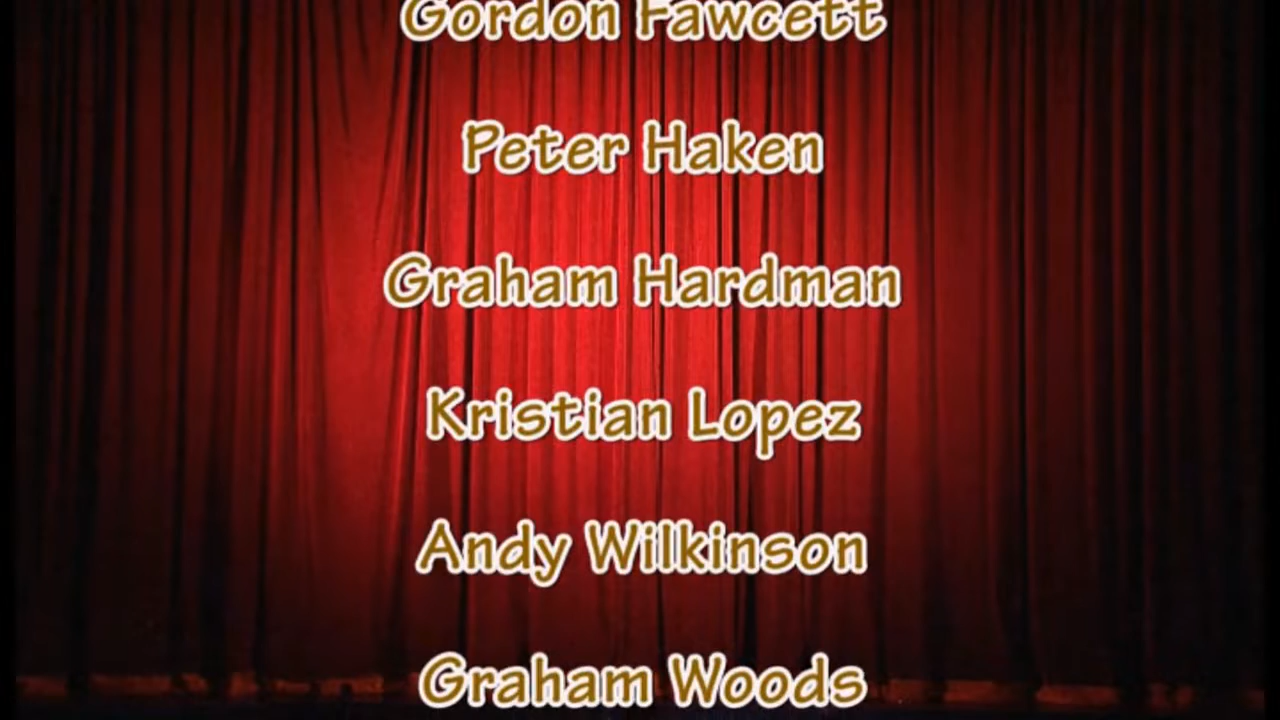 Gordon Fawcett
Peter Haken
Graham Hardman
Kristian Lopez
Andy Wilkinson
Graham Woods